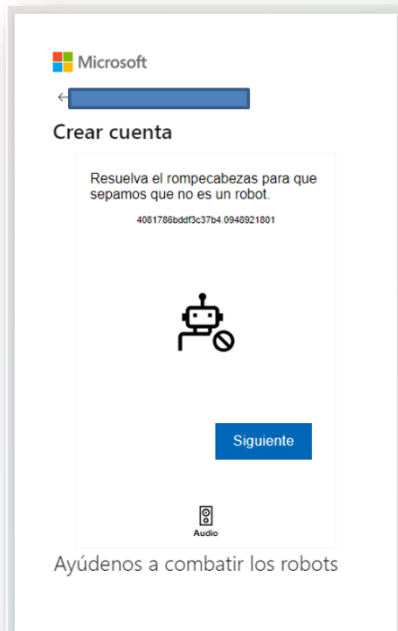 Microsoft
←
Crear cuenta
Resuelva el rompecabezas para que
sepamos que no es un robot.
4081786bddf3c37b4.0948921801
Siguiente
Audio
Ayúdenos a combatir los robots